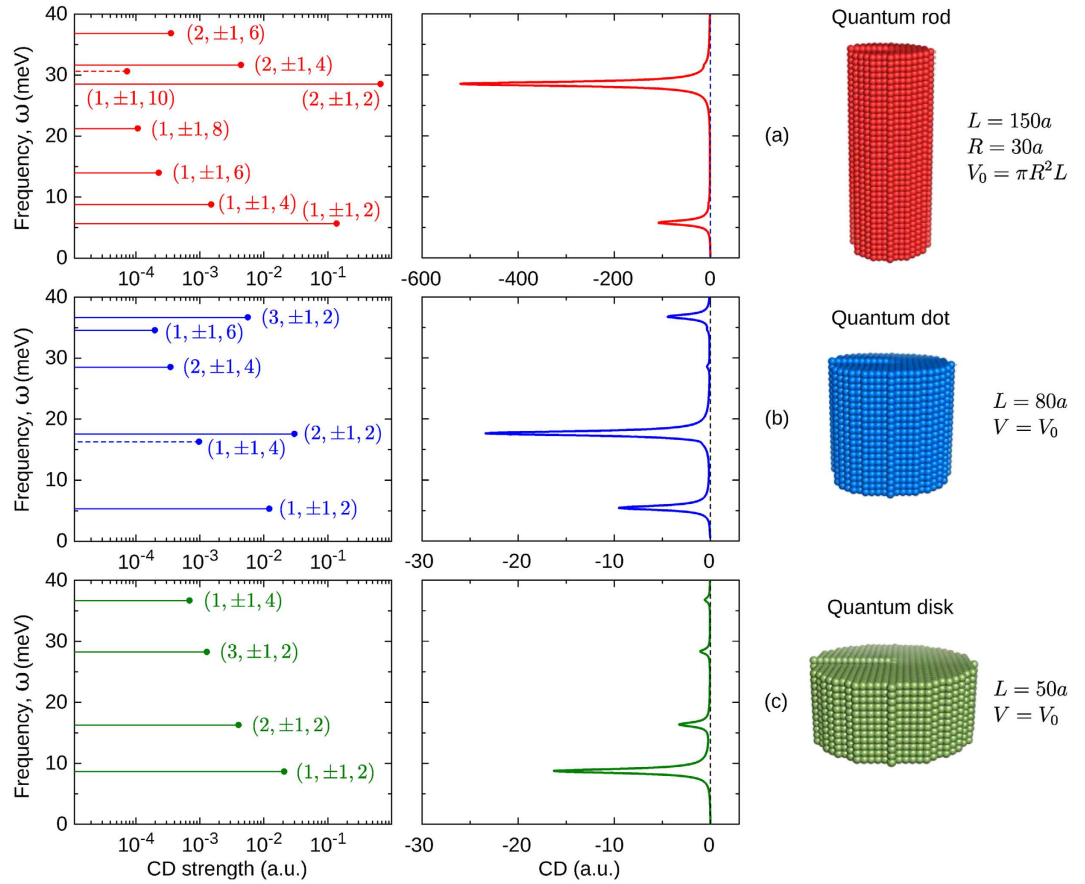 40
30
20
10
0
Frequency, ω (meV)
(2, ±1, 6)
(2, ±1, 4)
(1, ±1, 10)
(2, ±1, 2)
(1, ±1, 8)
(1, ±1, 6)
(1, ±1, 4)
(1, ±1, 2)
10⁻⁴ 10⁻³ 10⁻² 10⁻¹
-600 -400 -200 0
(a)
Quantum rod
L = 150a
R = 30a
V₀ = πR²L
40
30
20
10
0
Frequency, ω (meV)
(3, ±1, 2)
(1, ±1, 6)
(2, ±1, 4)
(2, ±1, 2)
(1, ±1, 4)
(1, ±1, 2)
10⁻⁴ 10⁻³ 10⁻² 10⁻¹
-30 -20 -10 0
(b)
Quantum dot
L = 80a
V = V₀
40
30
20
10
0
Frequency, ω (meV)
(1, ±1, 4)
(3, ±1, 2)
(2, ±1, 2)
(1, ±1, 2)
10⁻⁴ 10⁻³ 10⁻² 10⁻¹
CD strength (a.u.)
-30 -20 -10 0
CD (a.u.)
(c)
Quantum disk
L = 50a
V = V₀